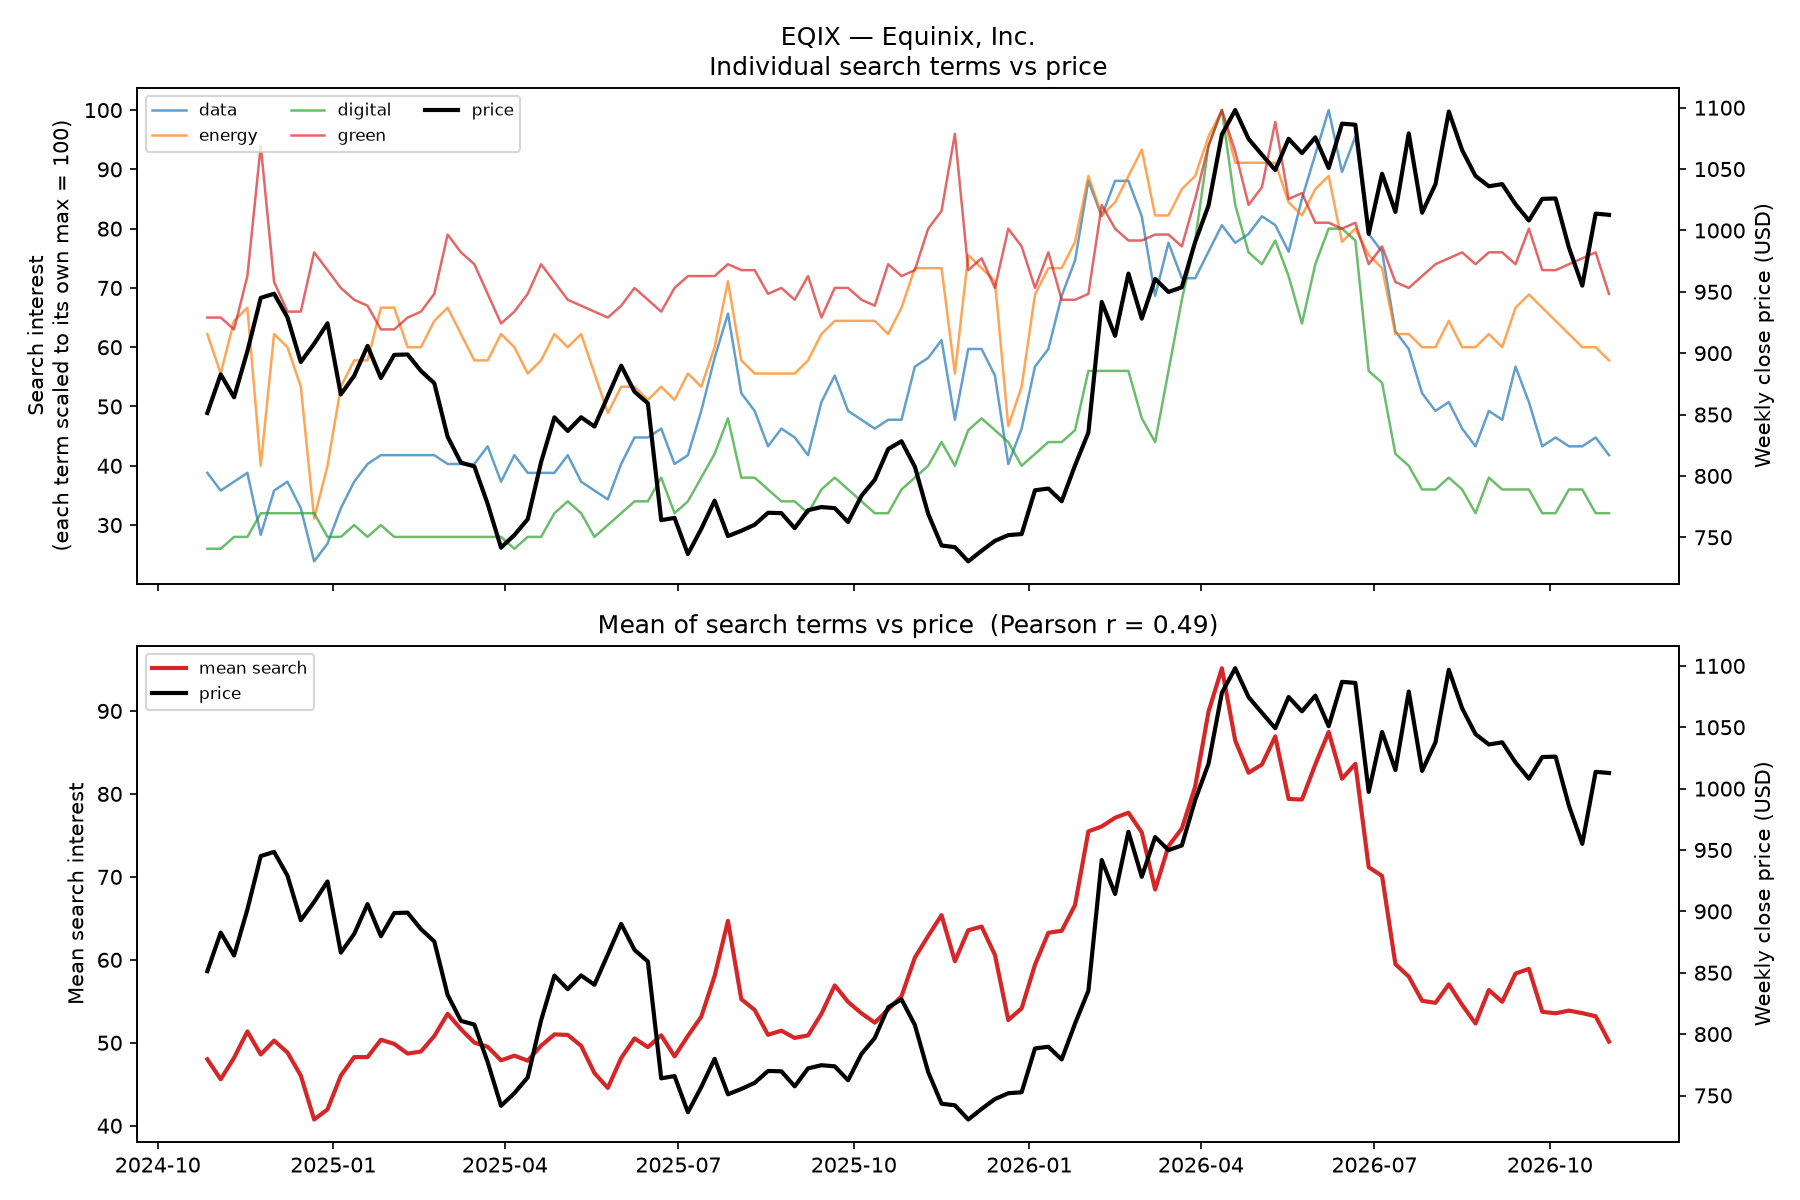 EQIX — Equinix, Inc.
Individual search terms vs price
data
energy
digital
green
price
Search interest
(each term scaled to its own max = 100)
100
90
80
70
60
50
40
30
1100
1050
1000
950
900
850
800
750
Weekly close price (USD)
Mean of search terms vs price  (Pearson r = 0.49)
mean search
price
Mean search interest
90
80
70
60
50
40
1100
1050
1000
950
900
850
800
750
Weekly close price (USD)
2024-10
2025-01
2025-04
2025-07
2025-10
2026-01
2026-04
2026-07
2026-10